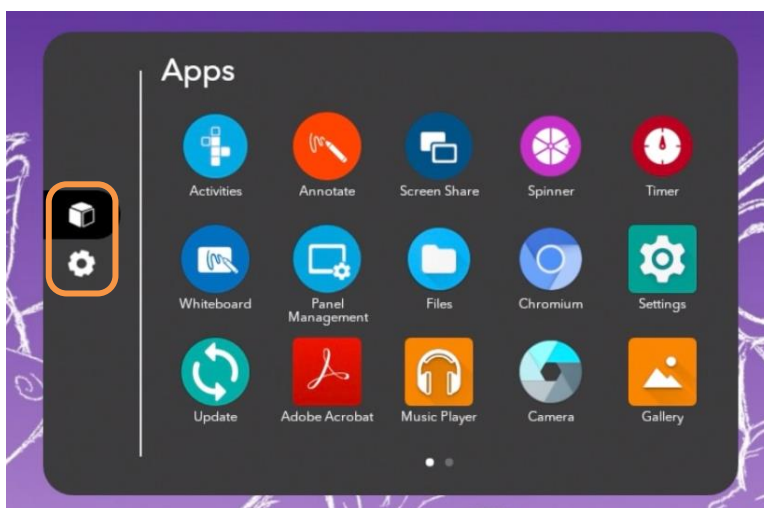 Apps
Activities
Annotate
Screen Share
Spinner
Timer
Whiteboard
Panel
Management
Files
Chromium
Settings
Update
Adobe Acrobat
Music Player
Camera
Gallery